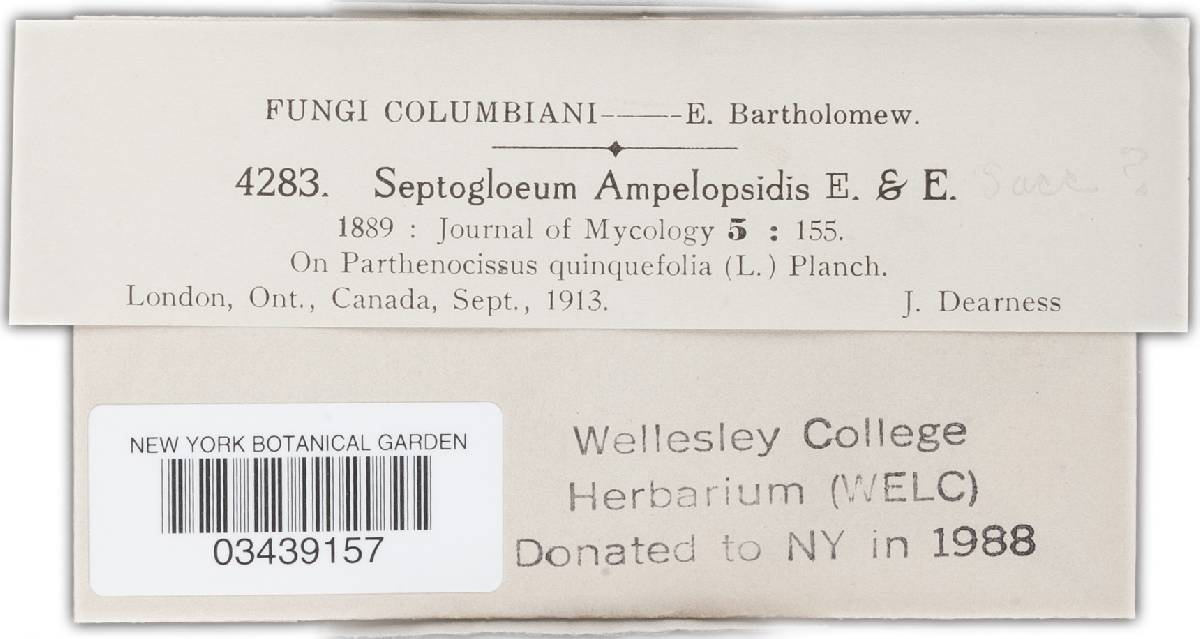 FUNGI COLUMBIANI-——-E. Bartholomew.
4283. Septogloeum Ampelopsidis E. & E.
1889 : Journal of Mycology 5 : 155.
On Parthenocissus quinquefolia (L.) Planch.
London, Ont., Canada, Sept., 1913. J. Dearness
NEW YORK BOTANICAL GARDEN
03439157
Wellesley College
Herbarium (WELC)
Donated to NY in 1988